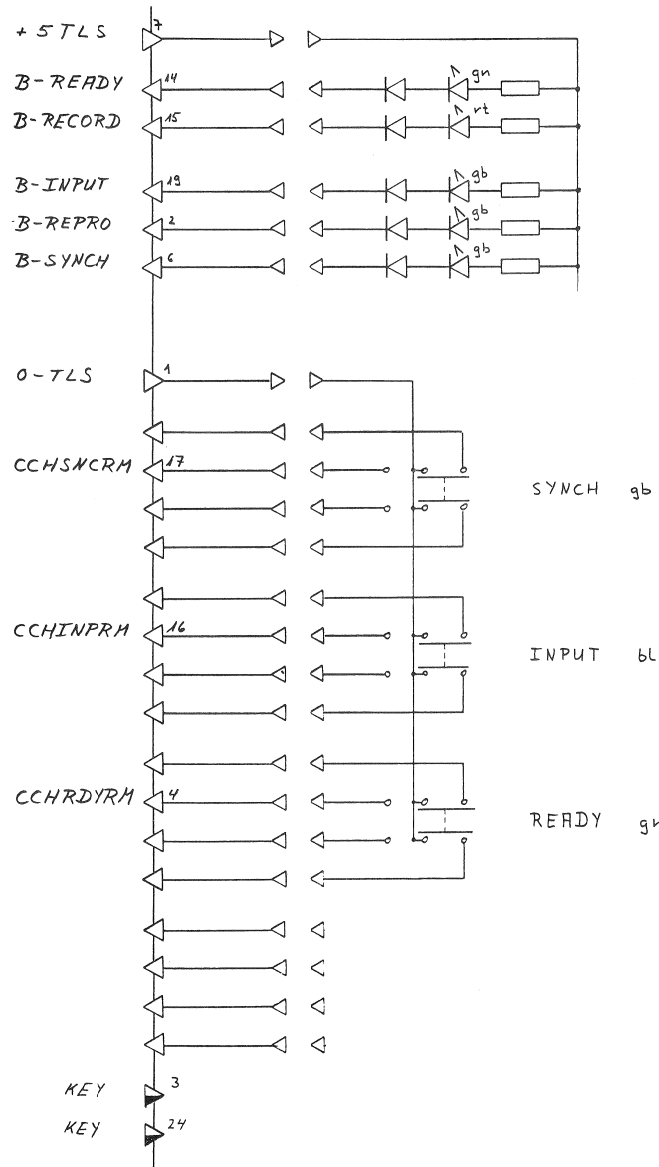 +5TLS 7
B-READY 14 gn
B-RECORD 15 rt
B-INPUT 19 gb
B-REPRO 2 gb
B-SYNCH 6 gb
0-TLS 1
CCHSNCRM 17
SYNCH gb
CCHINPRM 16
INPUT bl
CCHRDYRM 4
READY
KEY 3
KEY 24